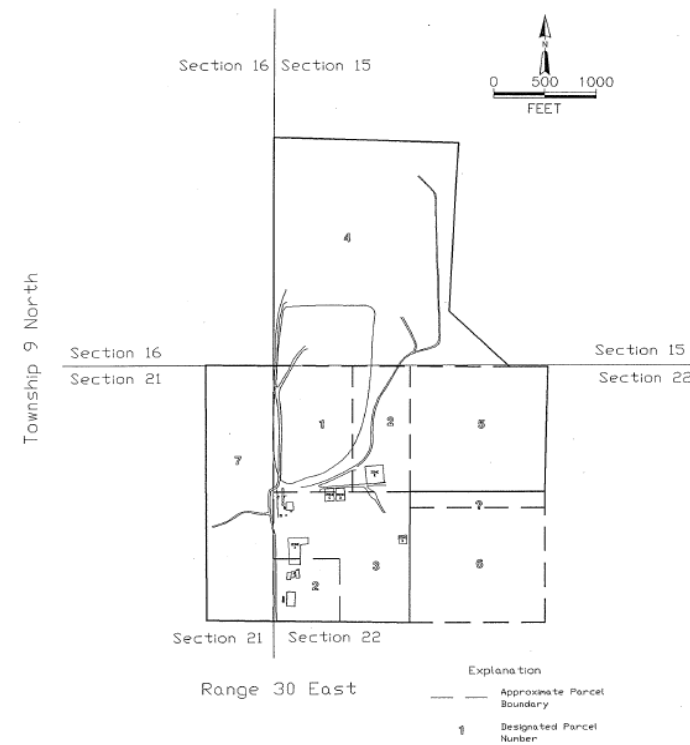 Section 16 Section 15
N
0 500 1000
FEET
4
Township 9 North
Section 16 Section 15
Section 21 Section 22
1 2 5
7
?
3 6
2
Section 21 Section 22
Range 30 East
Explanation
Approximate Parcel
Boundary
1 Designated Parcel
Number